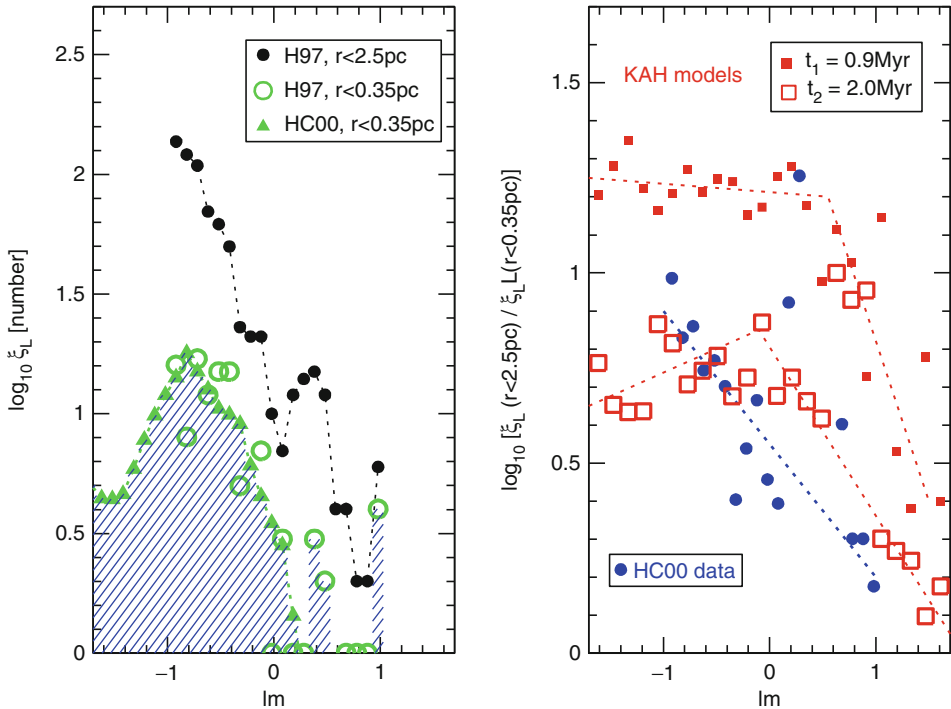 2.5
2
1.5
1
0.5
0
−1
0
1
lm
log10 ξL [number]
H97, r<2.5pc
H97, r<0.35pc
HC00, r<0.35pc
1.5
1
0.5
1
−1
0
1
lm
log10 [ξL (r<2.5pc) / ξLL(r<0.35pc)]
KAH models
t1 = 0.9Myr
t2 = 2.0Myr
HC00 data